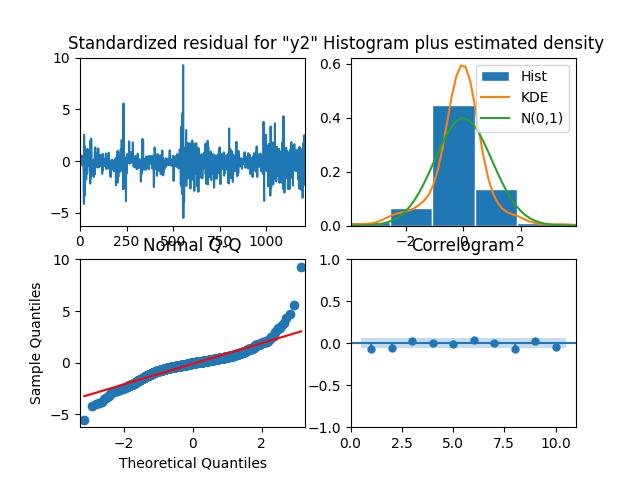 Standardized residual for "y2"
10
5
0
−5
0 250 500 750 1000
Histogram plus estimated density
0.6
0.4
0.2
0.0
−2 0 2
Hist
KDE
N(0,1)
Normal Q-Q
Sample Quantiles
10
5
0
−5
−2 0 2
Theoretical Quantiles
Correlogram
1.0
0.5
0.0
−0.5
−1.0
0.0 2.5 5.0 7.5 10.0